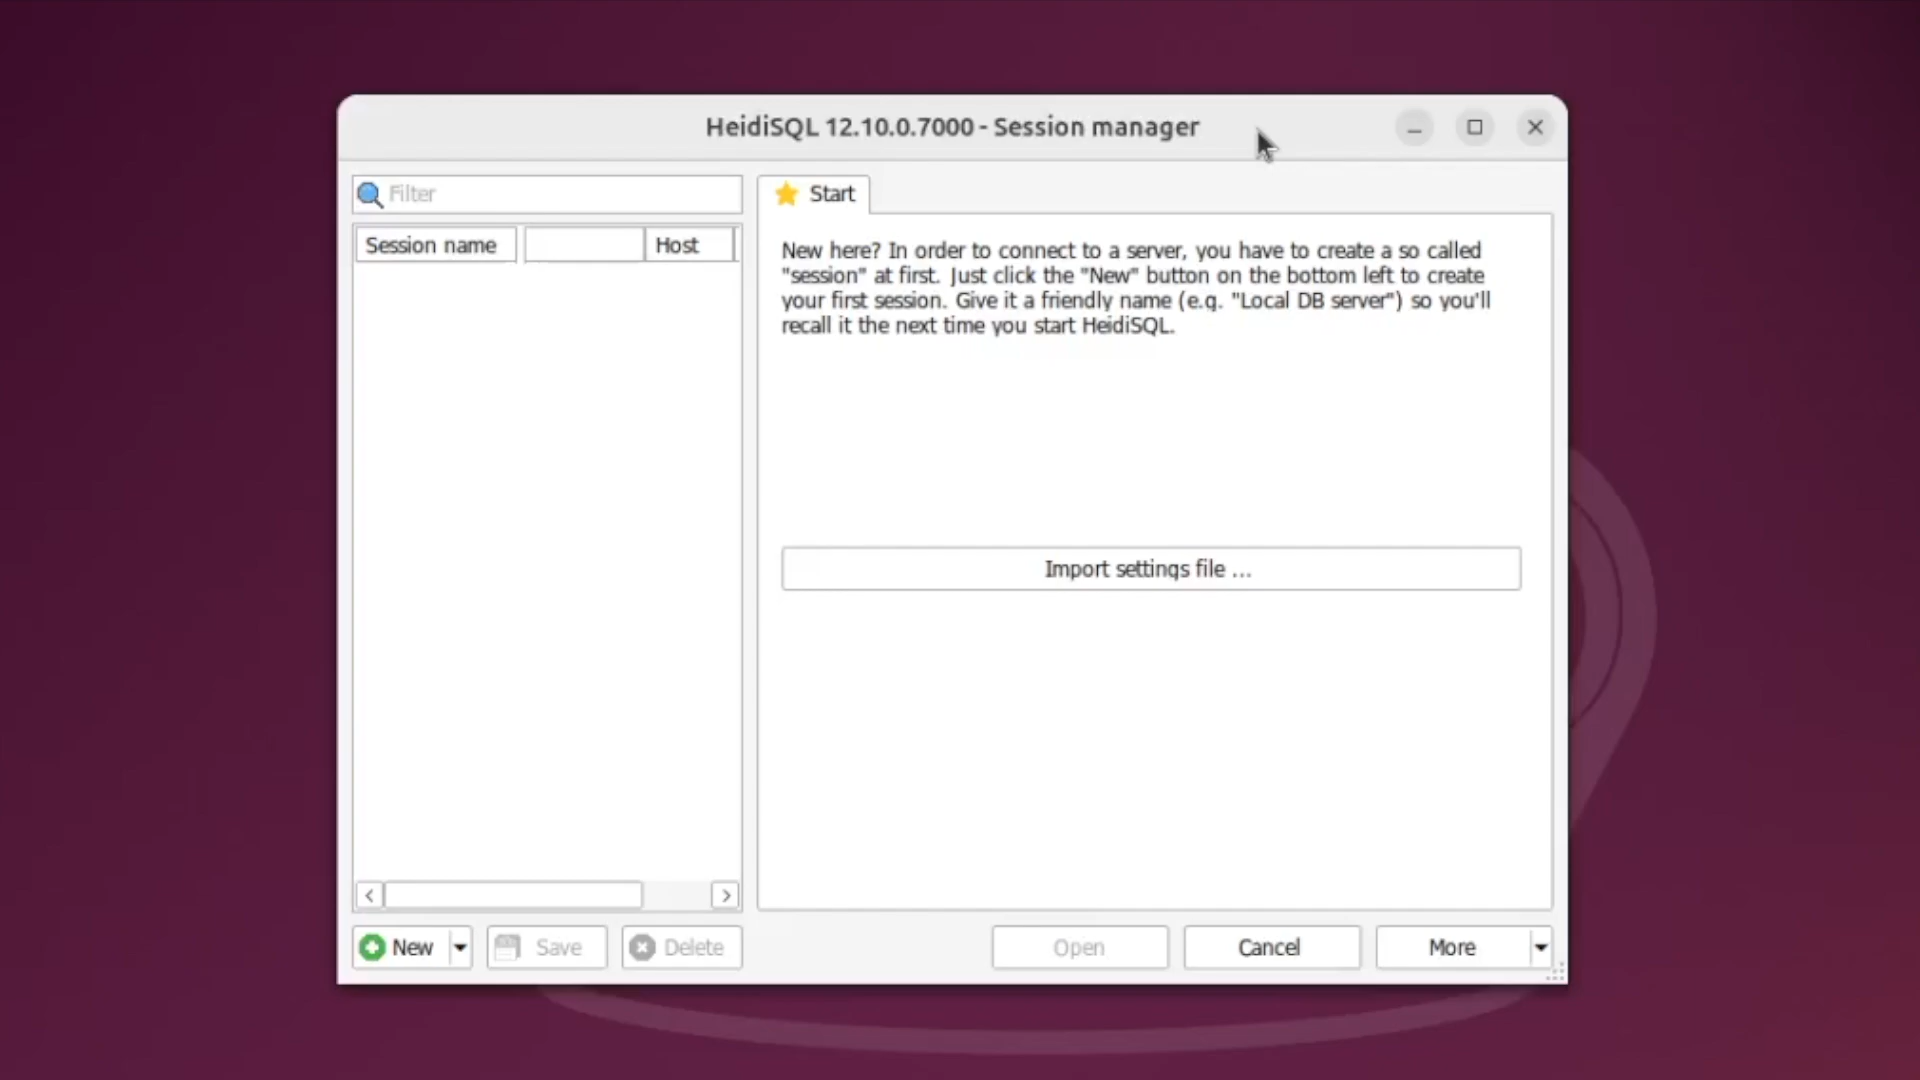 HeidiSQL 12.10.0.7000 - Session manager
Filter
Session name Host
Start
New here? In order to connect to a server, you have to create a so called
"session" at first. Just click the "New" button on the bottom left to create
your first session. Give it a friendly name (e.g. "Local DB server") so you'll
recall it the next time you start HeidiSQL.
Import settings file ...
New Save Delete Open Cancel More